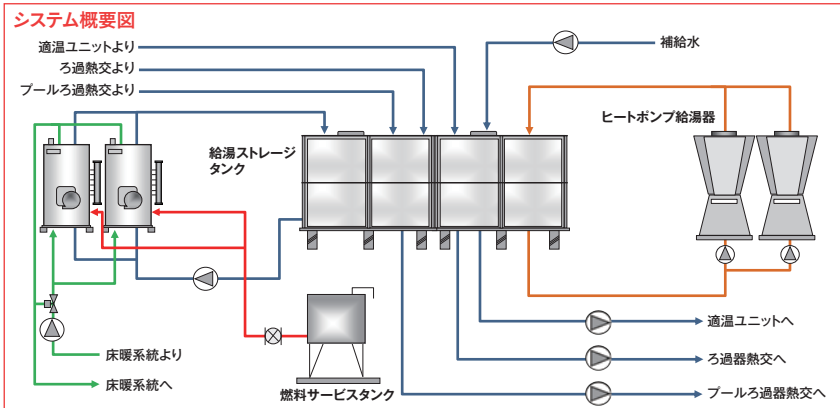 システム概要図
適温ユニットより
ろ過熱交より
プールろ過熱交より
補給水
ヒートポンプ給湯器
給湯ストレージ
タンク
適温ユニットへ
ろ過器熱交へ
プールろ過器熱交へ
床暖系統より
床暖系統へ
燃料サービスタンク